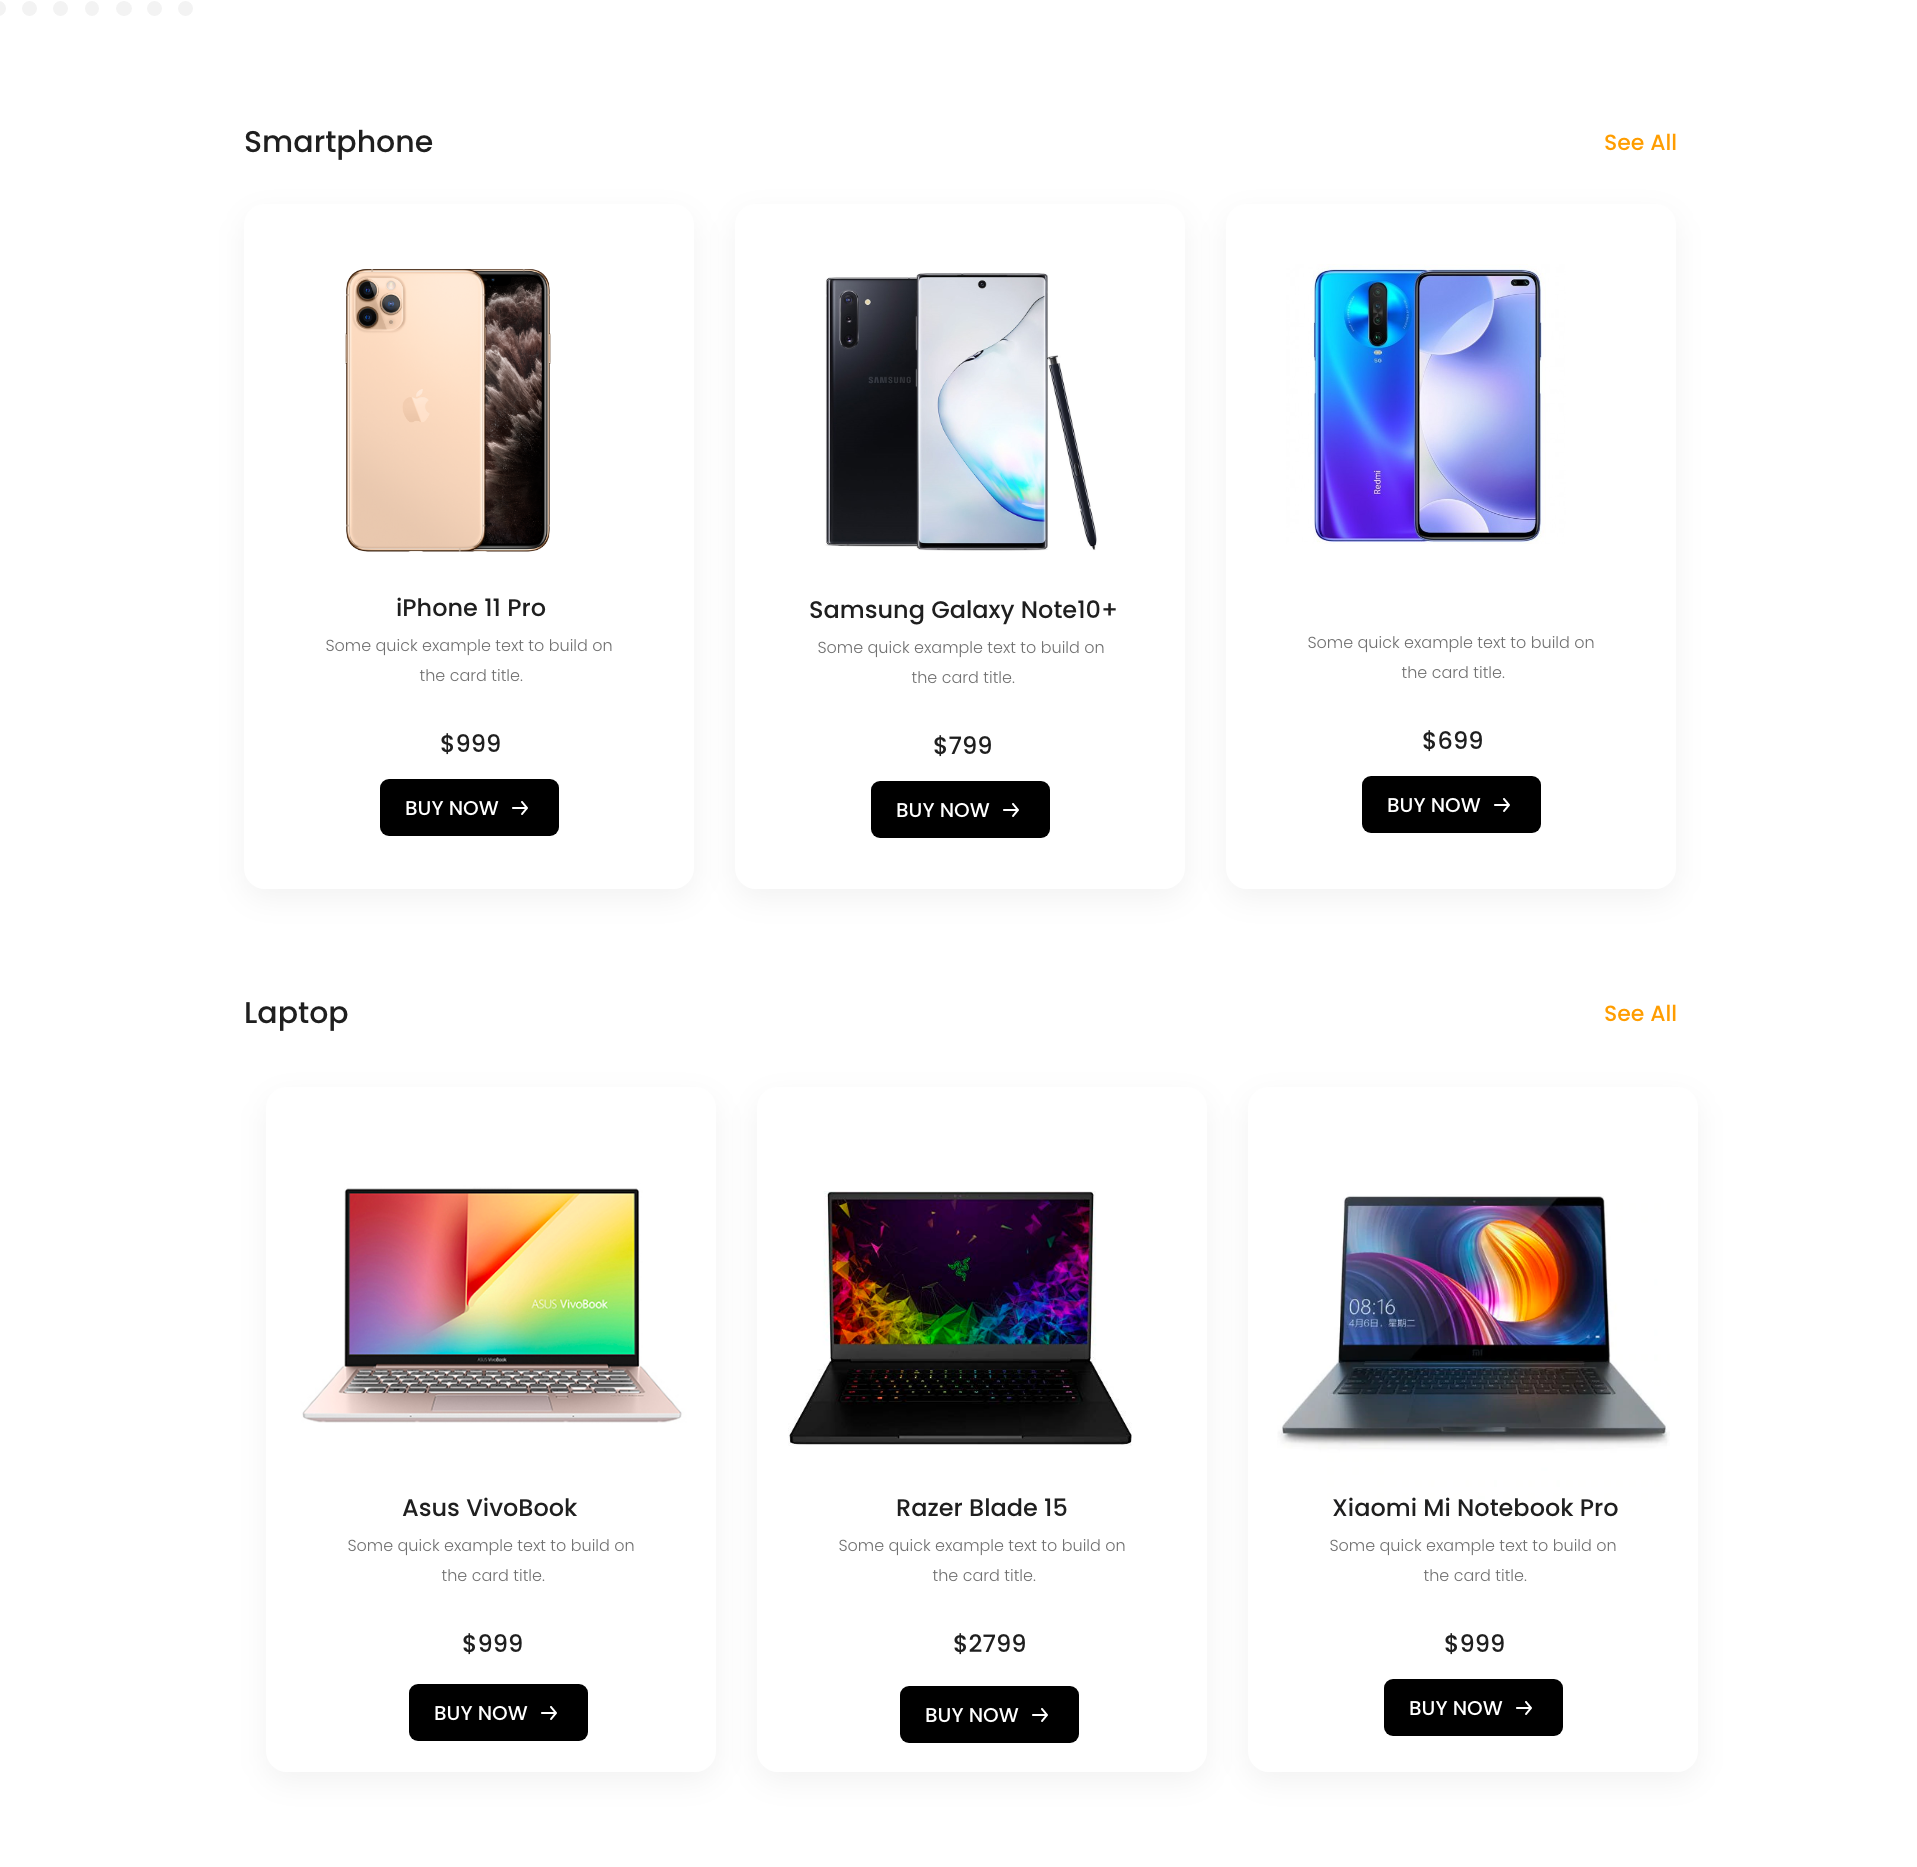 Smartphone
See All
SAMSUNG
5G
Redmi
iPhone 11 Pro
Some quick example text to build on
the card title.
$999
BUY NOW
Samsung Galaxy Note10+
Some quick example text to build on
the card title.
$799
BUY NOW
Some quick example text to build on
the card title.
$699
BUY NOW
Laptop
See All
ASUS VivoBook
ASUS VivoBook
08:16
4月6日，星期二
MI
Asus VivoBook
Some quick example text to build on
the card title.
$999
BUY NOW
Razer Blade 15
Some quick example text to build on
the card title.
$2799
BUY NOW
Xiaomi Mi Notebook Pro
Some quick example text to build on
the card title.
$999
BUY NOW